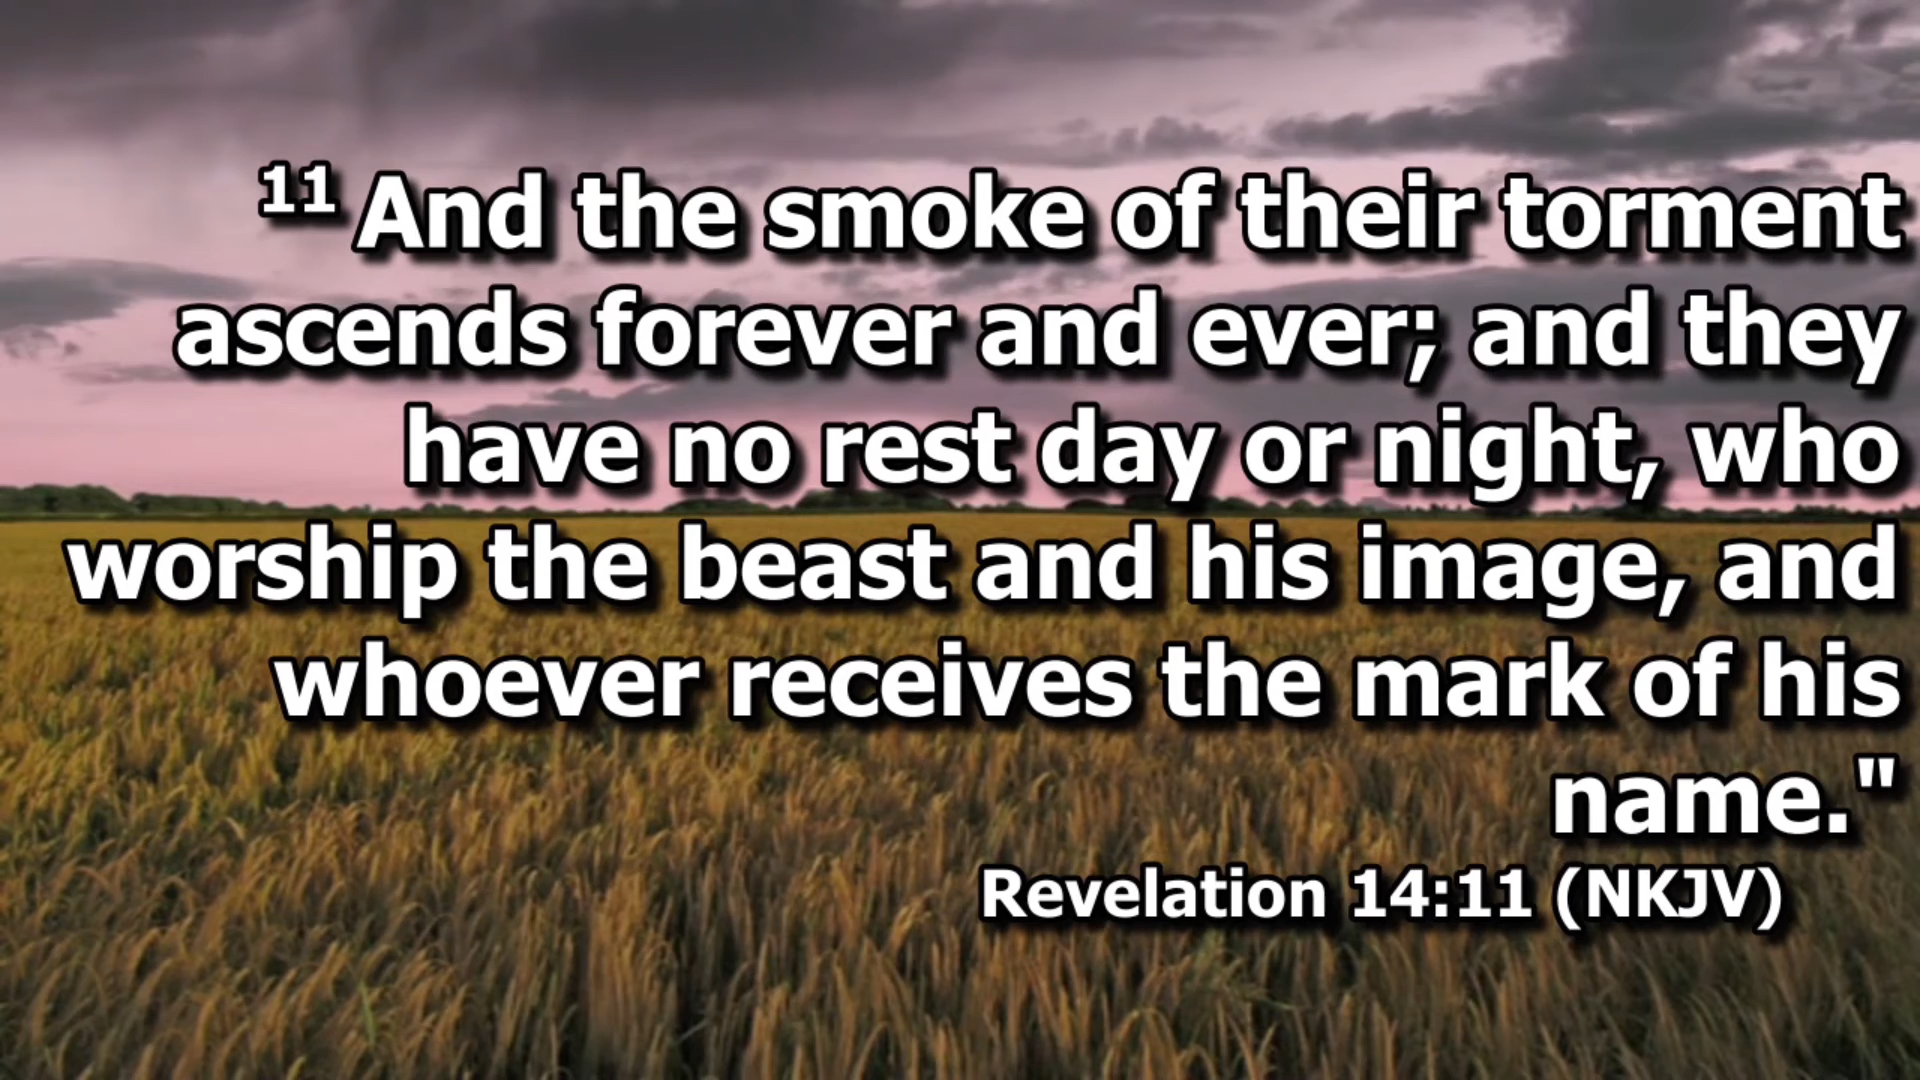 11 And the smoke of their torment
ascends forever and ever; and they
have no rest day or night, who
worship the beast and his image, and
whoever receives the mark of his
name."
Revelation 14:11 (NKJV)